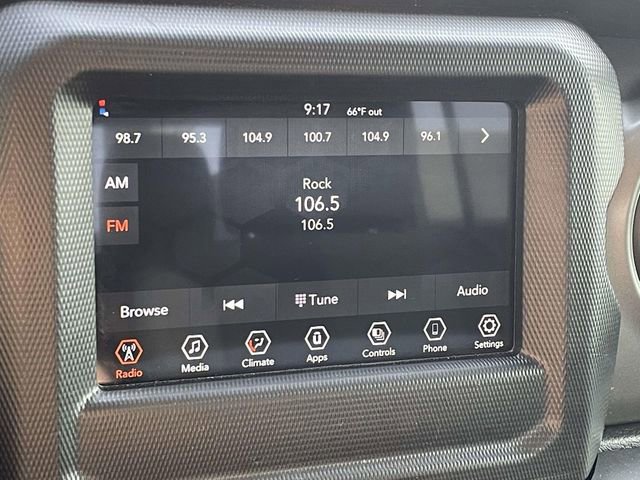 9:17 66°F out
98.7 95.3 104.9 100.7 104.9 96.1
AM
FM
Rock
106.5
106.5
Browse Tune Audio
Radio Media Climate Apps Controls Phone Settings